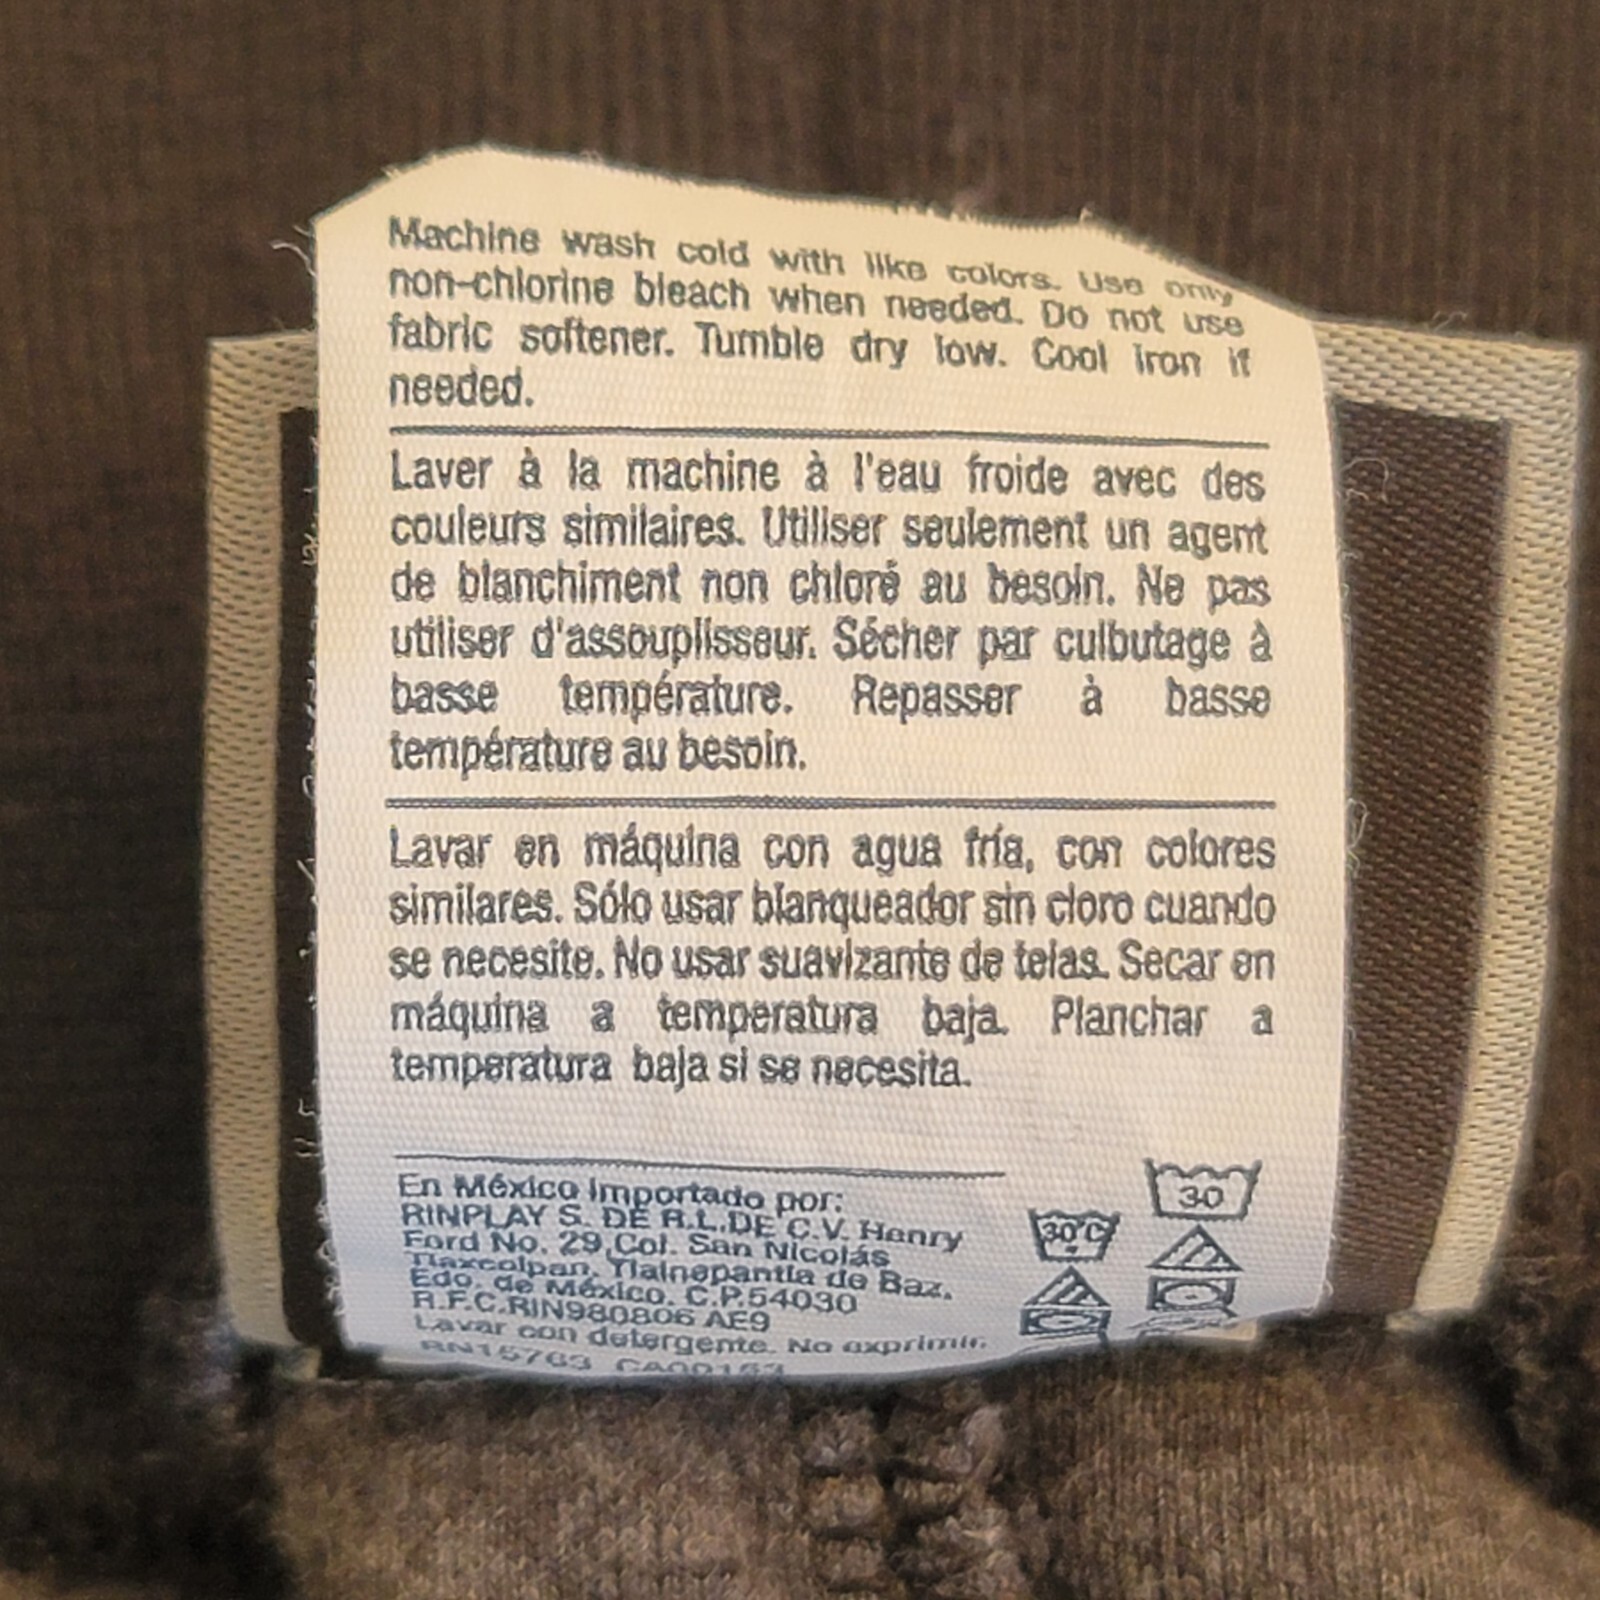 Machine wash cold with like colors. Use only
non-chlorine bleach when needed. Do not use
fabric softener. Tumble dry low. Cool iron if
needed.
Laver à la machine à l'eau froide avec des
couleurs similaires. Utiliser seulement un agent
de blanchiment non chloré au besoin. Ne pas
utiliser d'assouplisseur. Sécher par culbutage à
basse température. Repasser à basse
température au besoin.
Lavar en máquina con agua fría, con colores
similares. Sólo usar blanqueador sin cloro cuando
se necesite. No usar suavizante de telas. Secar en
máquina a temperatura baja. Planchar a
temperatura baja si se necesita.
En México importado por:
RINPLAY S. DE R.L.DE C.V. Henry
Ford No. 29,Col. San Nicolás
Tlaxcolpan, Tlalnepantla de Baz,
Edo. de México. C.P.54030
R.F.C.RIN980806 AE9
Lavar con detergente. No exprimir.
RN15763 CA00153
30°C
30